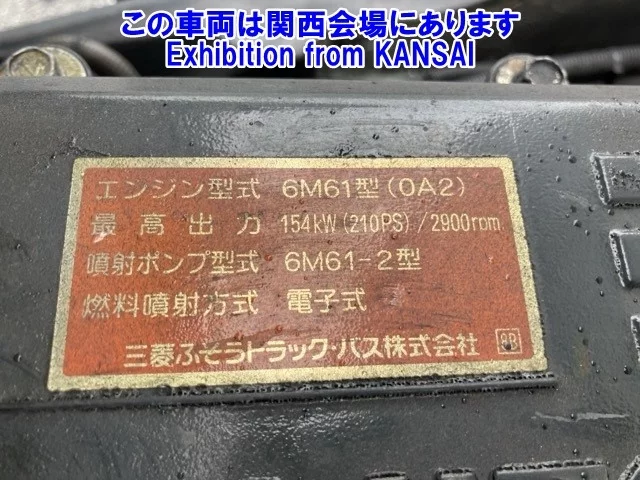 この車両は関西会場にあります
Exhibition from KANSAI
エンジン型式 6M61型(0A2)
最高出力 154kW(210PS)/2900rpm
噴射ポンプ型式 6M61-2型
燃料噴射方式 電子式
三菱ふそうトラック・バス株式会社